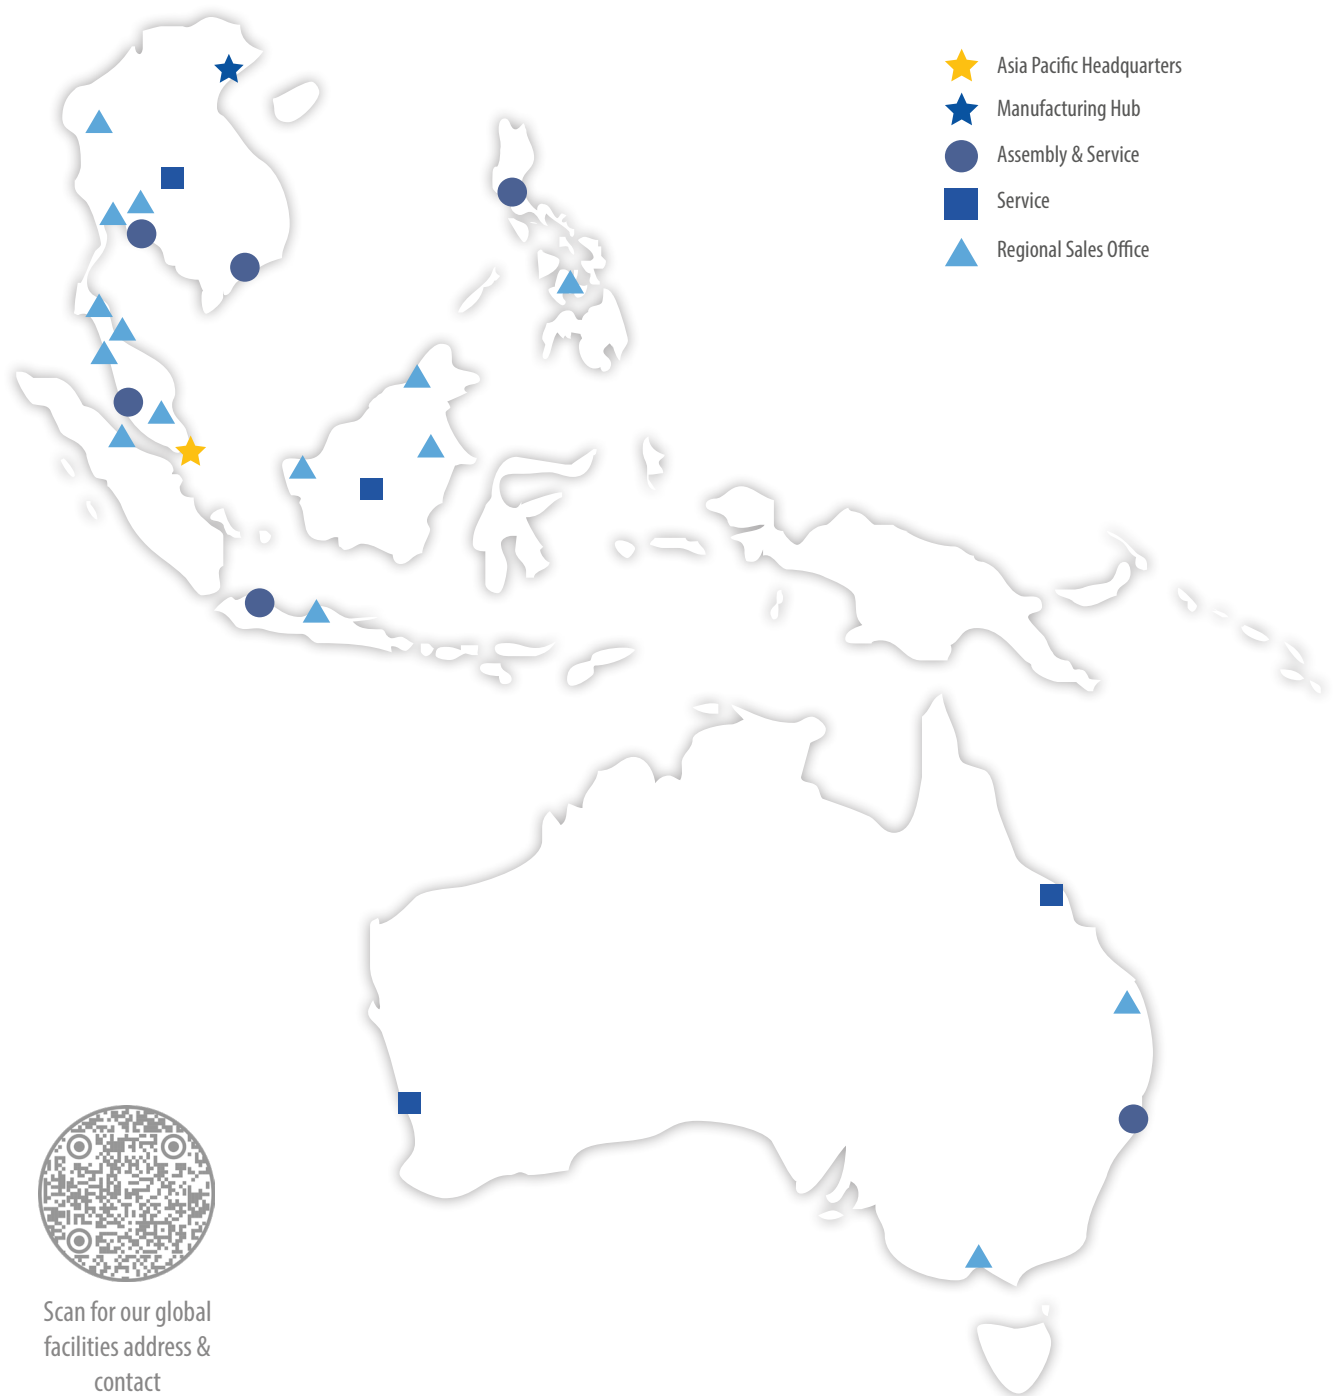 Asia Pacific Headquarters
Manufacturing Hub
Assembly & Service
Service
Regional Sales Office
Scan for our global
facilities address &
contact